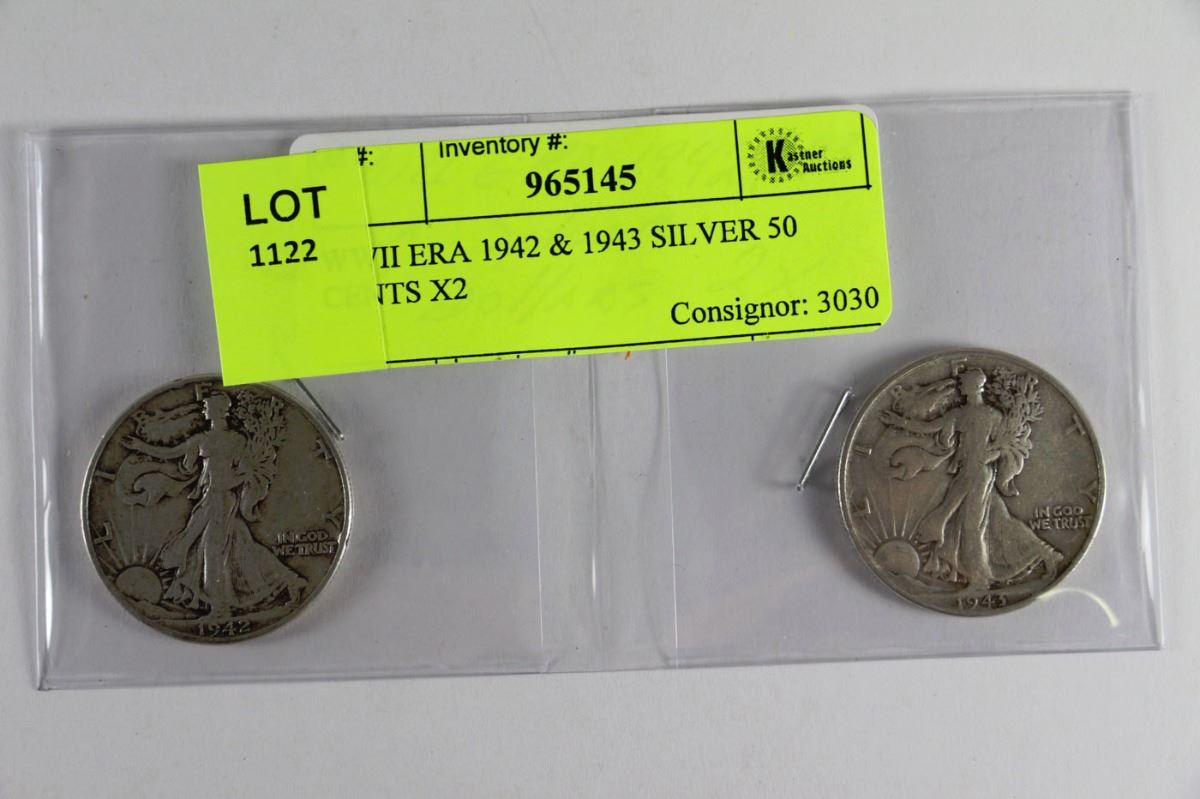 #:
Inventory #:
965145
Kastner
Auctions
LOT
1122
WWII ERA 1942 & 1943 SILVER 50
CENTS X2
Consignor: 3030
LIBERTY
IN GOD
WE TRUST
1942
LIBERTY
IN GOD
WE TRUST
1943